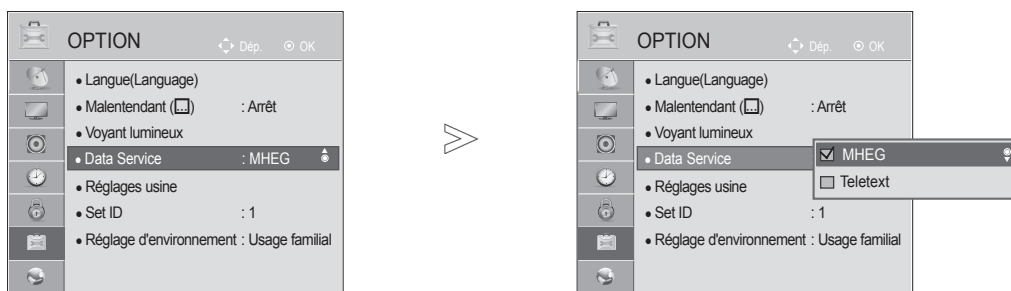 OPTION Dép. OK
• Langue(Language)
• Malentendant (...) : Arrêt
• Voyant lumineux
• Data Service : MHEG
• Réglages usine
• Set ID : 1
• Réglage d'environnement : Usage familial
>
OPTION Dép. OK
• Langue(Language)
• Malentendant (...) : Arrêt
• Voyant lumineux
• Data Service
MHEG
Teletext
• Réglages usine
• Set ID : 1
• Réglage d'environnement : Usage familial